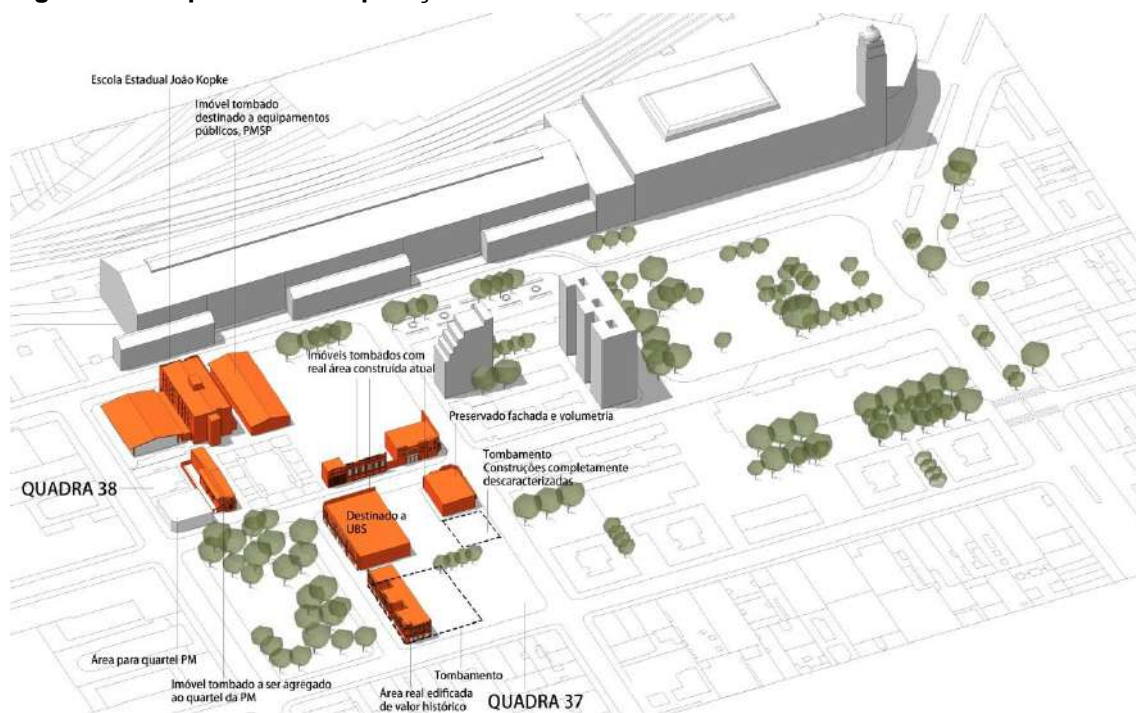 Escola Estadual João Kopke
Imóvel tombado
destinado a equipamentos
públicos, PMSP
Imóveis tombados com
real área construída atual
Preservado fachada e volumetria
Tombamento
Construções completamente
descaracterizadas
QUADRA 38
Destinado a
UBS
Área para quartel PM
Imóvel tombado a ser agregado
ao quartel da PM
Tombamento
Área real edificada
de valor histórico
QUADRA 37